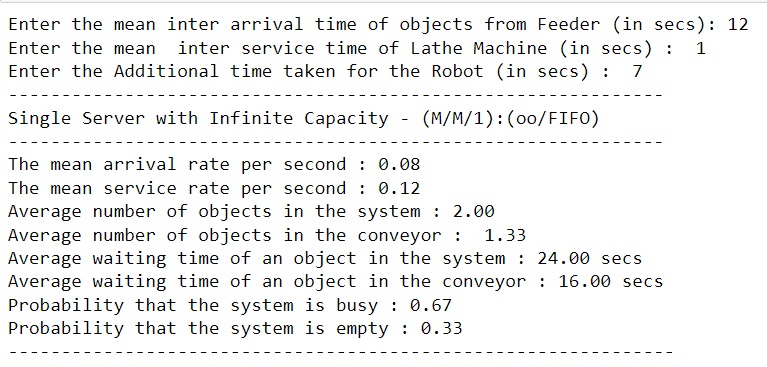 Enter the mean inter arrival time of objects from Feeder (in secs): 12
Enter the mean  inter service time of Lathe Machine (in secs) :  1
Enter the Additional time taken for the Robot (in secs) :  7
--------------------------------------------------------------
Single Server with Infinite Capacity - (M/M/1):(oo/FIFO)
--------------------------------------------------------------
The mean arrival rate per second : 0.08
The mean service rate per second : 0.12
Average number of objects in the system : 2.00
Average number of objects in the conveyor :  1.33
Average waiting time of an object in the system : 24.00 secs
Average waiting time of an object in the conveyor : 16.00 secs
Probability that the system is busy : 0.67
Probability that the system is empty : 0.33
---------------------------------------------------------------